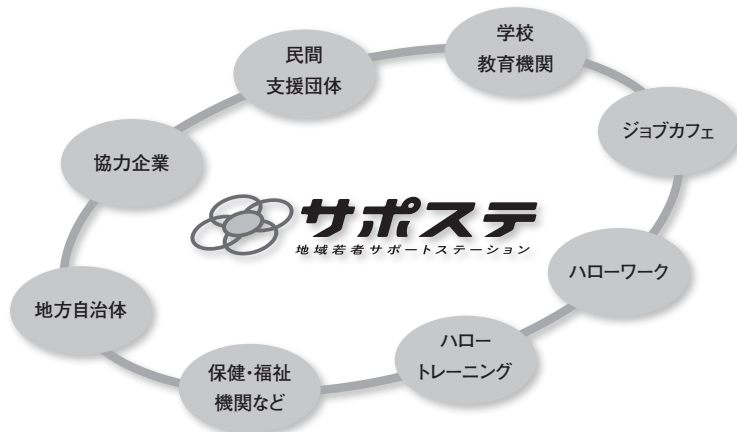 学校
教育機関
民間
支援団体
ジョブカフェ
協力企業
サポステ
地域若者サポートステーション
ハローワーク
地方自治体
ハロー
トレーニング
保健・福祉
機関など